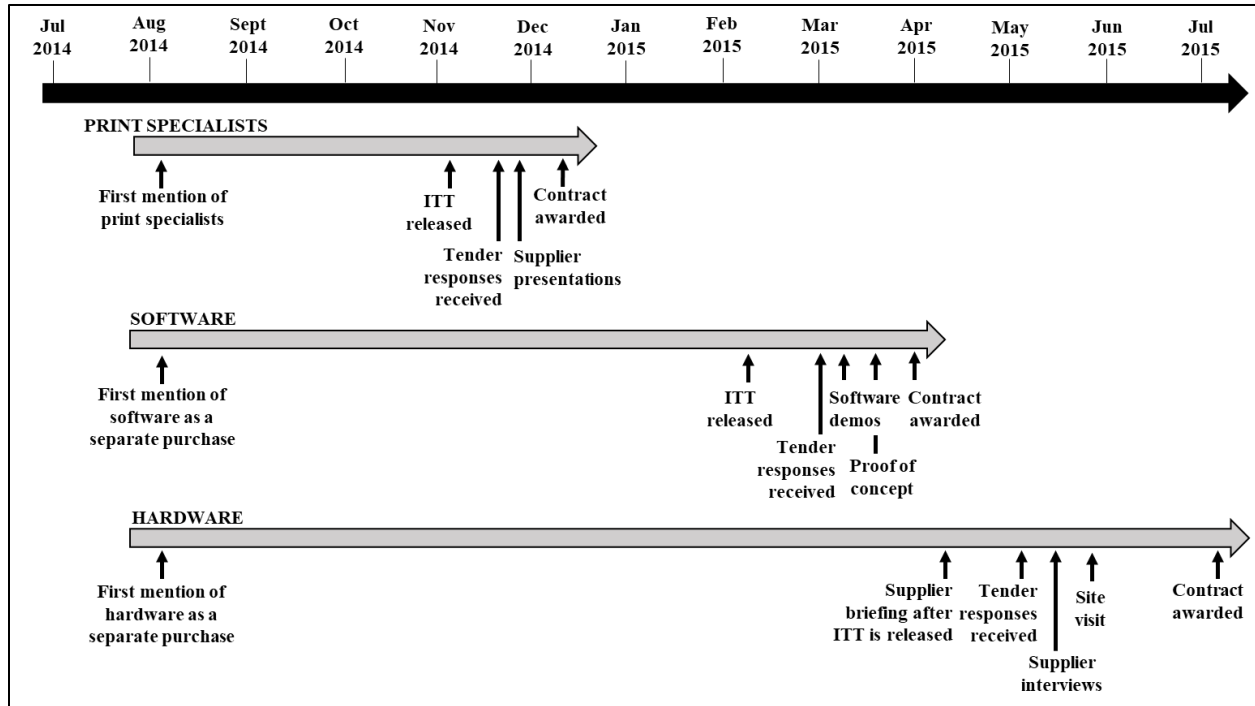 Jul
2014
Aug
2014
Sept
2014
Oct
2014
Nov
2014
Dec
2014
Jan
2015
Feb
2015
Mar
2015
Apr
2015
May
2015
Jun
2015
Jul
2015
PRINT SPECIALISTS
First mention of
print specialists
ITT
released
Tender
responses
received
Supplier
presentations
Contract
awarded
SOFTWARE
First mention of
software as a
separate purchase
ITT
released
Tender
responses
received
Software
demos
Proof of
concept
Contract
awarded
HARDWARE
First mention of
hardware as a
separate purchase
Supplier
briefing after
ITT is released
Tender
responses
received
Supplier
interviews
Site
visit
Contract
awarded